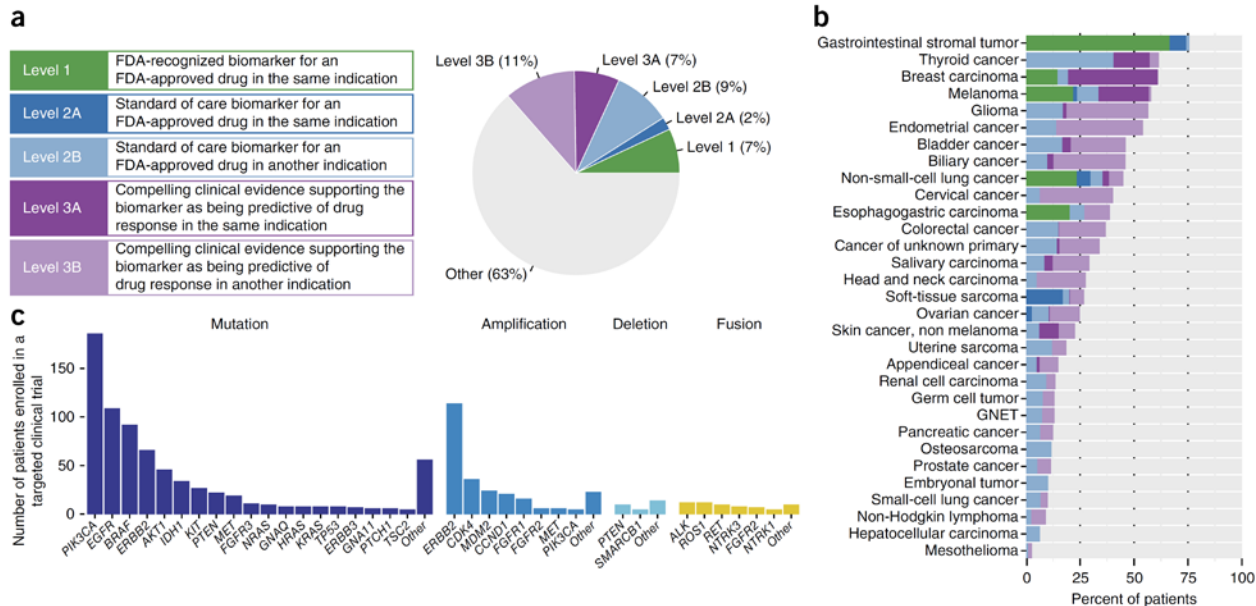 a
Level 1
FDA-recognized biomarker for an
FDA-approved drug in the same indication
Level 2A
Standard of care biomarker for an
FDA-approved drug in the same indication
Level 2B
Standard of care biomarker for an
FDA-approved drug in another indication
Level 3A
Compelling clinical evidence supporting the
biomarker as being predictive of drug
response in the same indication
Level 3B
Compelling clinical evidence supporting the
biomarker as being predictive of
drug response in another indication
Level 3B (11%)
Level 3A (7%)
Level 2B (9%)
Level 2A (2%)
Level 1 (7%)
Other (63%)
b
Gastrointestinal stromal tumor
Thyroid cancer
Breast carcinoma
Melanoma
Glioma
Endometrial cancer
Bladder cancer
Biliary cancer
Non-small-cell lung cancer
Cervical cancer
Esophagogastric carcinoma
Colorectal cancer
Cancer of unknown primary
Salivary carcinoma
Head and neck carcinoma
Soft-tissue sarcoma
Ovarian cancer
Skin cancer, non melanoma
Uterine sarcoma
Appendiceal cancer
Renal cell carcinoma
Germ cell tumor
GNET
Pancreatic cancer
Osteosarcoma
Prostate cancer
Embryonal tumor
Small-cell lung cancer
Non-Hodgkin lymphoma
Hepatocellular carcinoma
Mesothelioma
0 25 50 75 100
Percent of patients
c
Mutation
Amplification
Deletion
Fusion
Number of patients enrolled in a
targeted clinical trial
150
100
50
0
PIK3CA
EGFR
BRAF
ERBB2
AKT1
IDH1
KIT
PTEN
MET
FGFR3
NRAS
GNAQ
HRAS
KRAS
TP53
ERBB3
GNA11
PTCH1
TSC2
Other
ERBB2
CDK4
MDM2
CCND1
FGFR1
FGFR2
MET
PIK3CA
Other
PTEN
SMARCB1
Other
ALK
ROS1
RET
NTRK3
FGFR2
NTRK1
Other